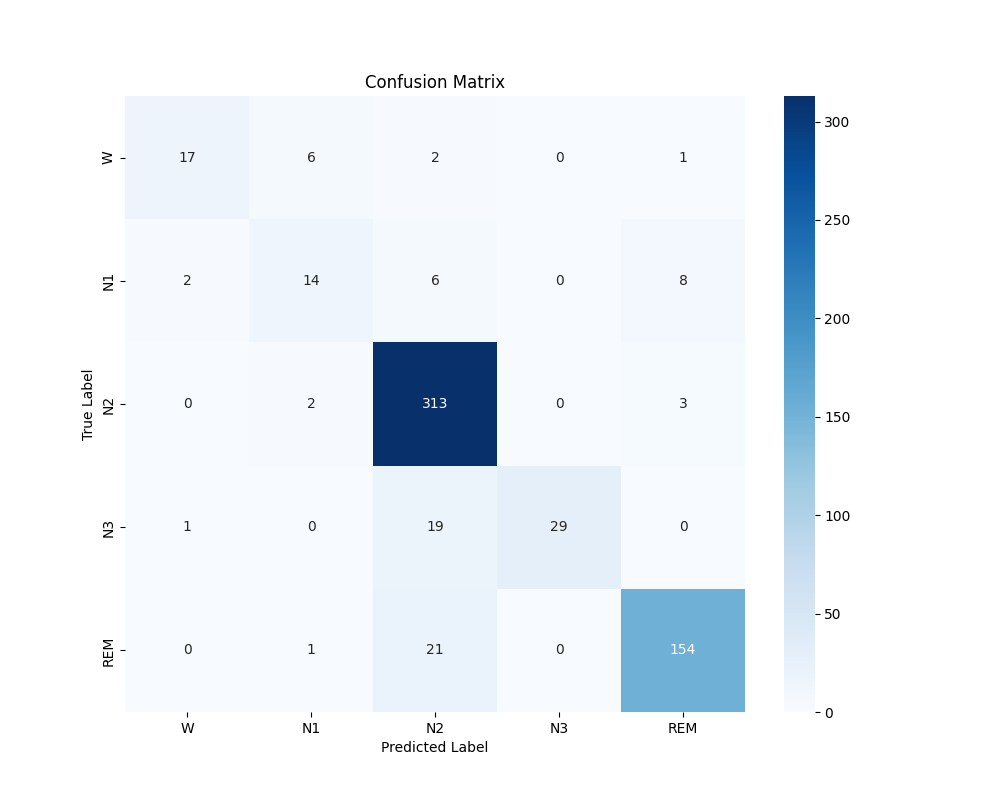 Confusion Matrix
W 17 6 2 0 1
N1 2 14 6 0 8
N2 0 2 313 0 3
N3 1 0 19 29 0
REM 0 1 21 0 154
W N1 N2 N3 REM
Predicted Label
True Label
300
250
200
150
100
50
0